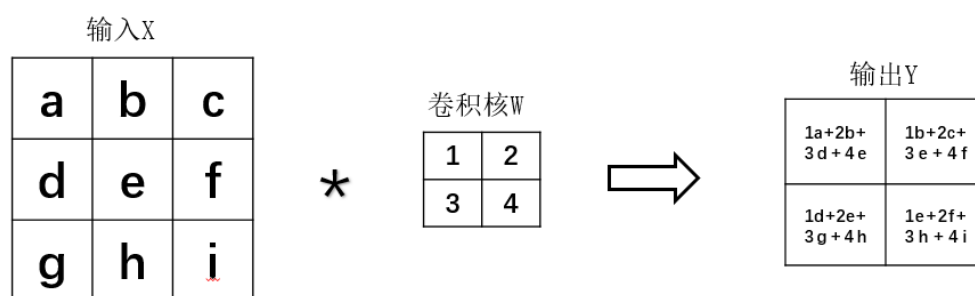 输入X
a b c
d e f
g h i
*
卷积核W
1 2
3 4
输出Y
1a+2b+
3d+4e
1b+2c+
3e+4f
1d+2e+
3g+4h
1e+2f+
3h+4i